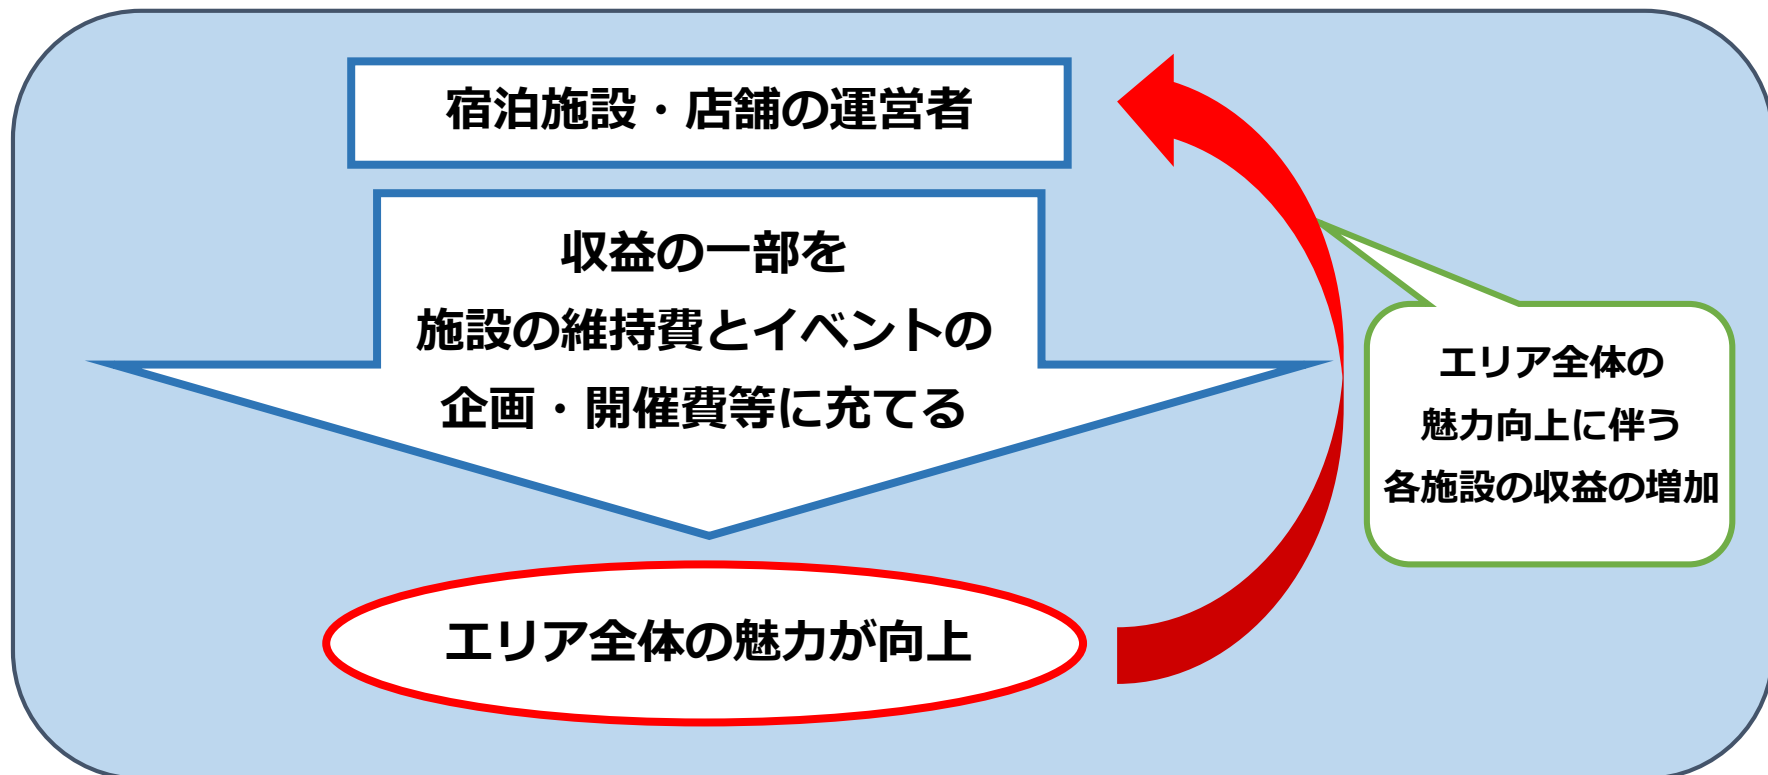 宿泊施設・店舗の運営者
収益の一部を
施設の維持費とイベントの
企画・開催費等に充てる
エリア全体の
魅力向上に伴う
各施設の収益の増加
エリア全体の魅力が向上